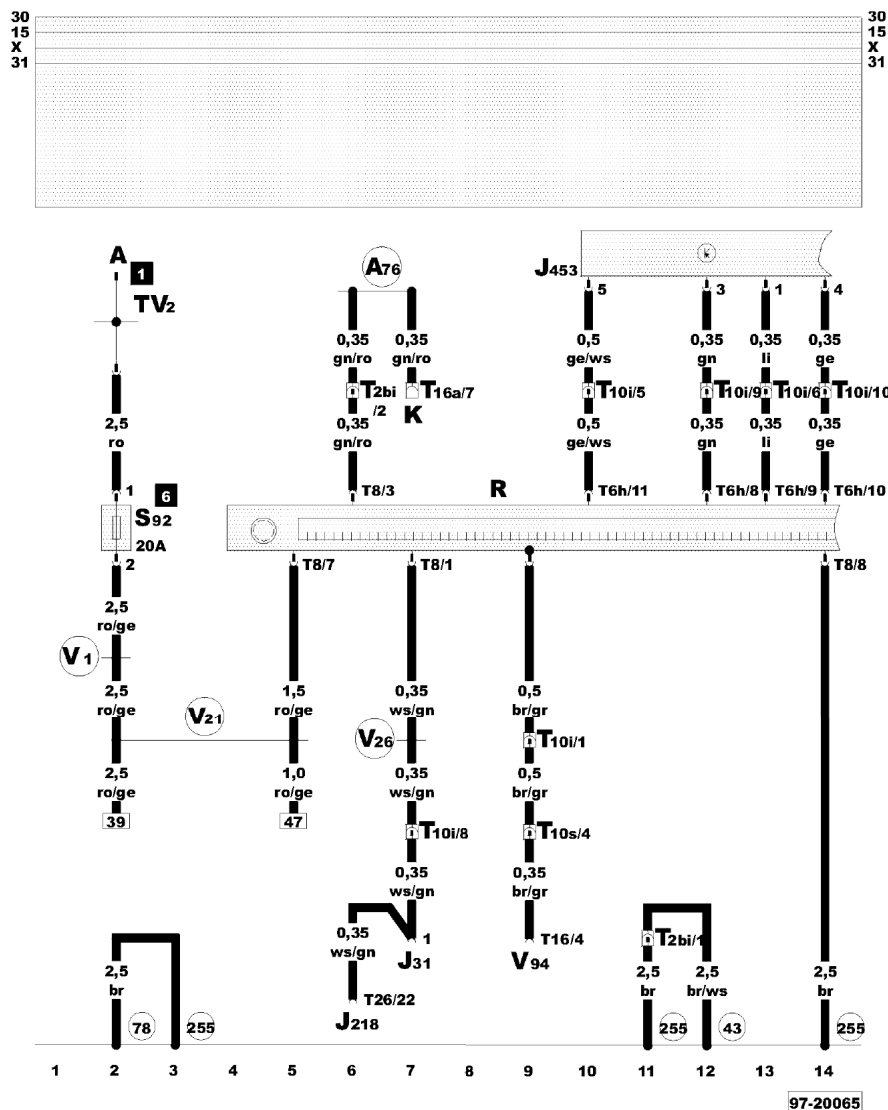 30 30
15 15
X X
31 31
A 1
TV2
A76
J453
5 3 1 4
0,35 0,35 0,5 0,35 0,35 0,35
gn/ro gn/ro ge/ws gn li ge
T2bi/2 T16a/7 T10i/5 T10i/9 T10i/6 T10i/10
K
2,5 0,35 0,5 0,35 0,35 0,35
ro gn/ro ge/ws gn li ge
1 6 T8/3 R T6h/11 T6h/8 T6h/9 T6h/10
S92
20A
2 T8/7 T8/1 T8/8
2,5
ro/ge
V1
2,5 1,5 0,35 0,5
ro/ge ro/ge ws/gn br/gr
V21 V26 T10i/1
2,5 1,0 0,35 0,5
ro/ge ro/ge ws/gn br/gr
39 47 T10i/8 T10s/4
0,35 0,35
ws/gn br/gr
0,35 1 T16/4 T2bi/1
ws/gn J31 V94
2,5 2,5 2,5 2,5
br br br/ws br
T26/22
J218
78 255 255 43 255
1 2 3 4 5 6 7 8 9 10 11 12 13 14
97-20065